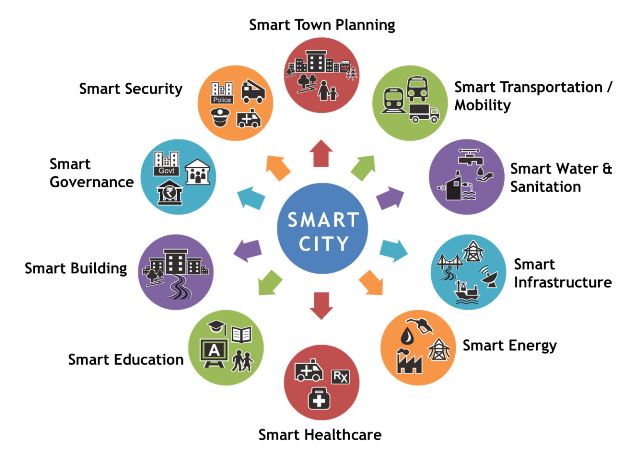 Smart Town Planning
Smart Security
Police
Smart Transportation /
Mobility
Smart
Governance
Govt
Smart Water &
Sanitation
SMART
CITY
Smart Building
Smart
Infrastructure
Smart Education
A
Smart Energy
Rx
Smart Healthcare